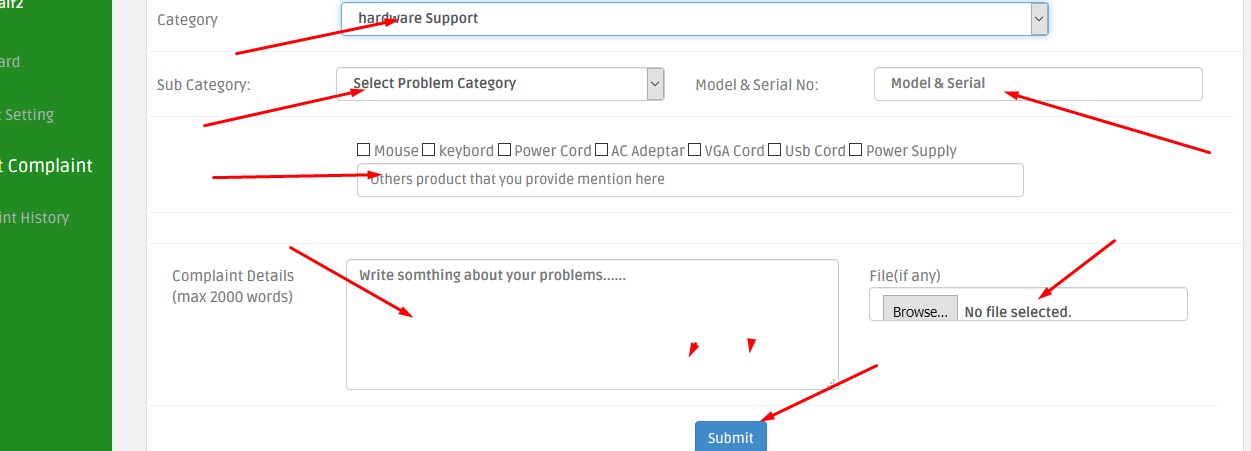 Category
hardware Support
ard
Sub Category:
Select Problem Category
Model & Serial No:
Model & Serial
t Setting
Mouse keybord Power Cord AC Adeptar VGA Cord Usb Cord Power Supply
t Complaint
Others product that you provide mention here
int History
Complaint Details
(max 2000 words)
Write somthing about your problems......
File(if any)
Browse... No file selected.
Submit